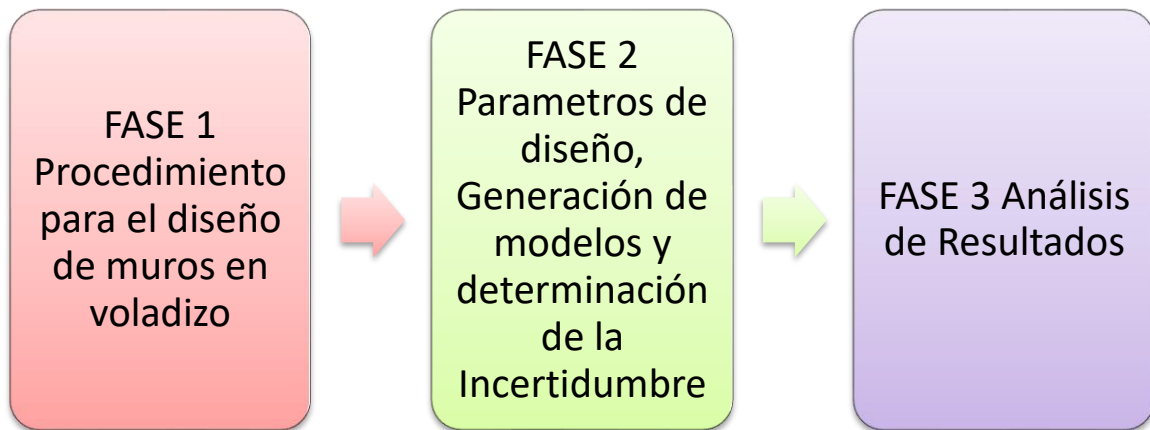 FASE 1
Procedimiento
para el diseño
de muros en
voladizo
FASE 2
Parametros de
diseño,
Generación de
modelos y
determinación
de la
Incertidumbre
FASE 3 Análisis
de Resultados